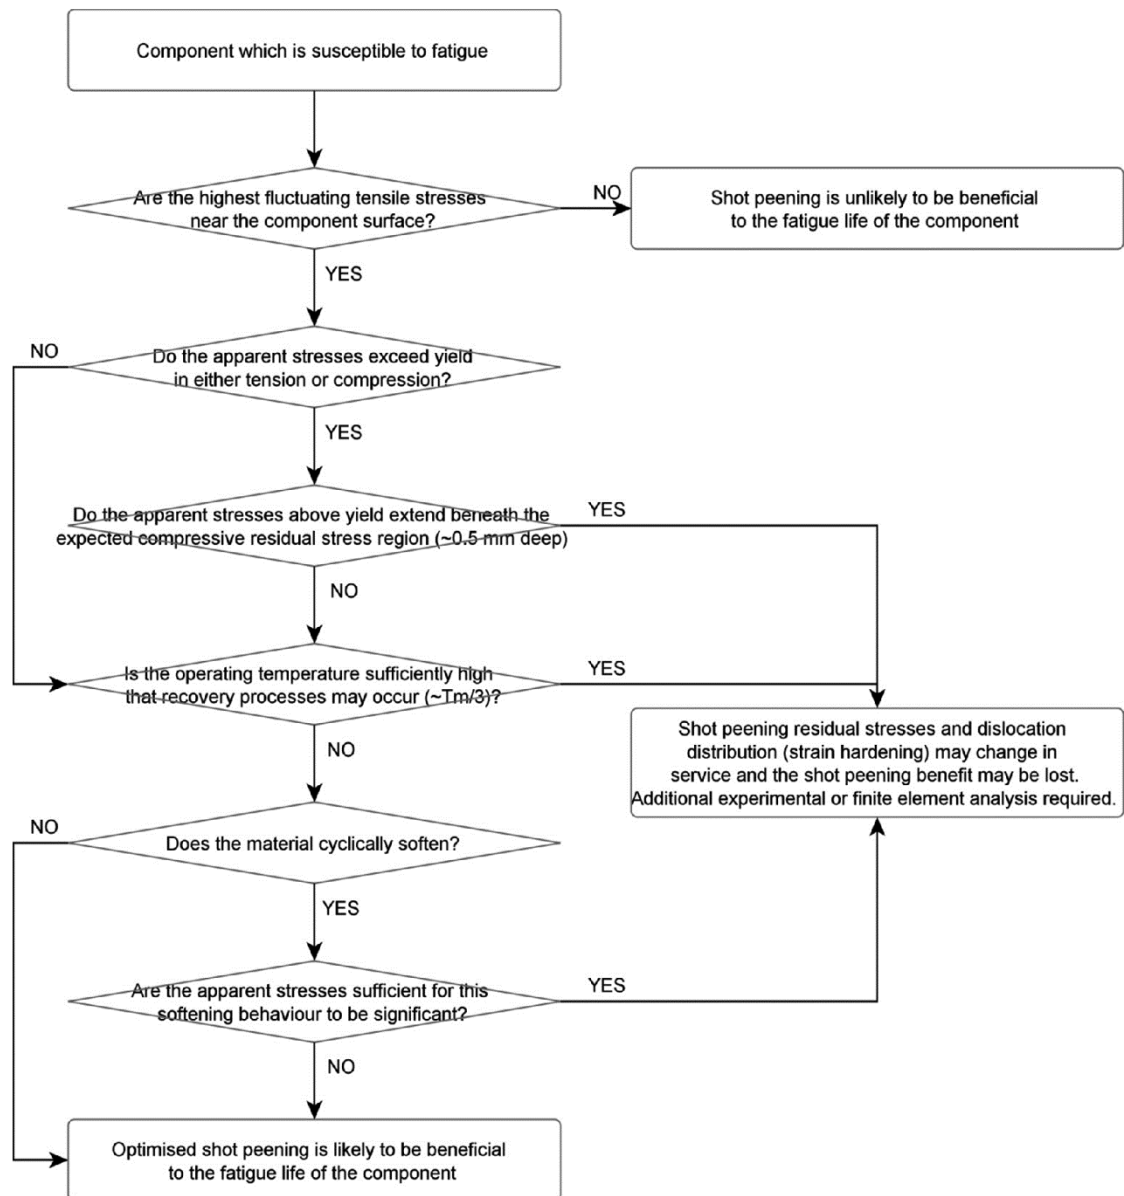 Component which is susceptible to fatigue
Are the highest fluctuating tensile stresses
near the component surface?
NO
Shot peening is unlikely to be beneficial
to the fatigue life of the component
YES
NO
Do the apparent stresses exceed yield
in either tension or compression?
YES
Do the apparent stresses above yield extend beneath the
expected compressive residual stress region (~0.5 mm deep)
YES
NO
Is the operating temperature sufficiently high
that recovery processes may occur (~Tm/3)?
YES
Shot peening residual stresses and dislocation
distribution (strain hardening) may change in
service and the shot peening benefit may be lost.
Additional experimental or finite element analysis required.
NO
NO
Does the material cyclically soften?
YES
Are the apparent stresses sufficient for this
softening behaviour to be significant?
YES
NO
Optimised shot peening is likely to be beneficial
to the fatigue life of the component